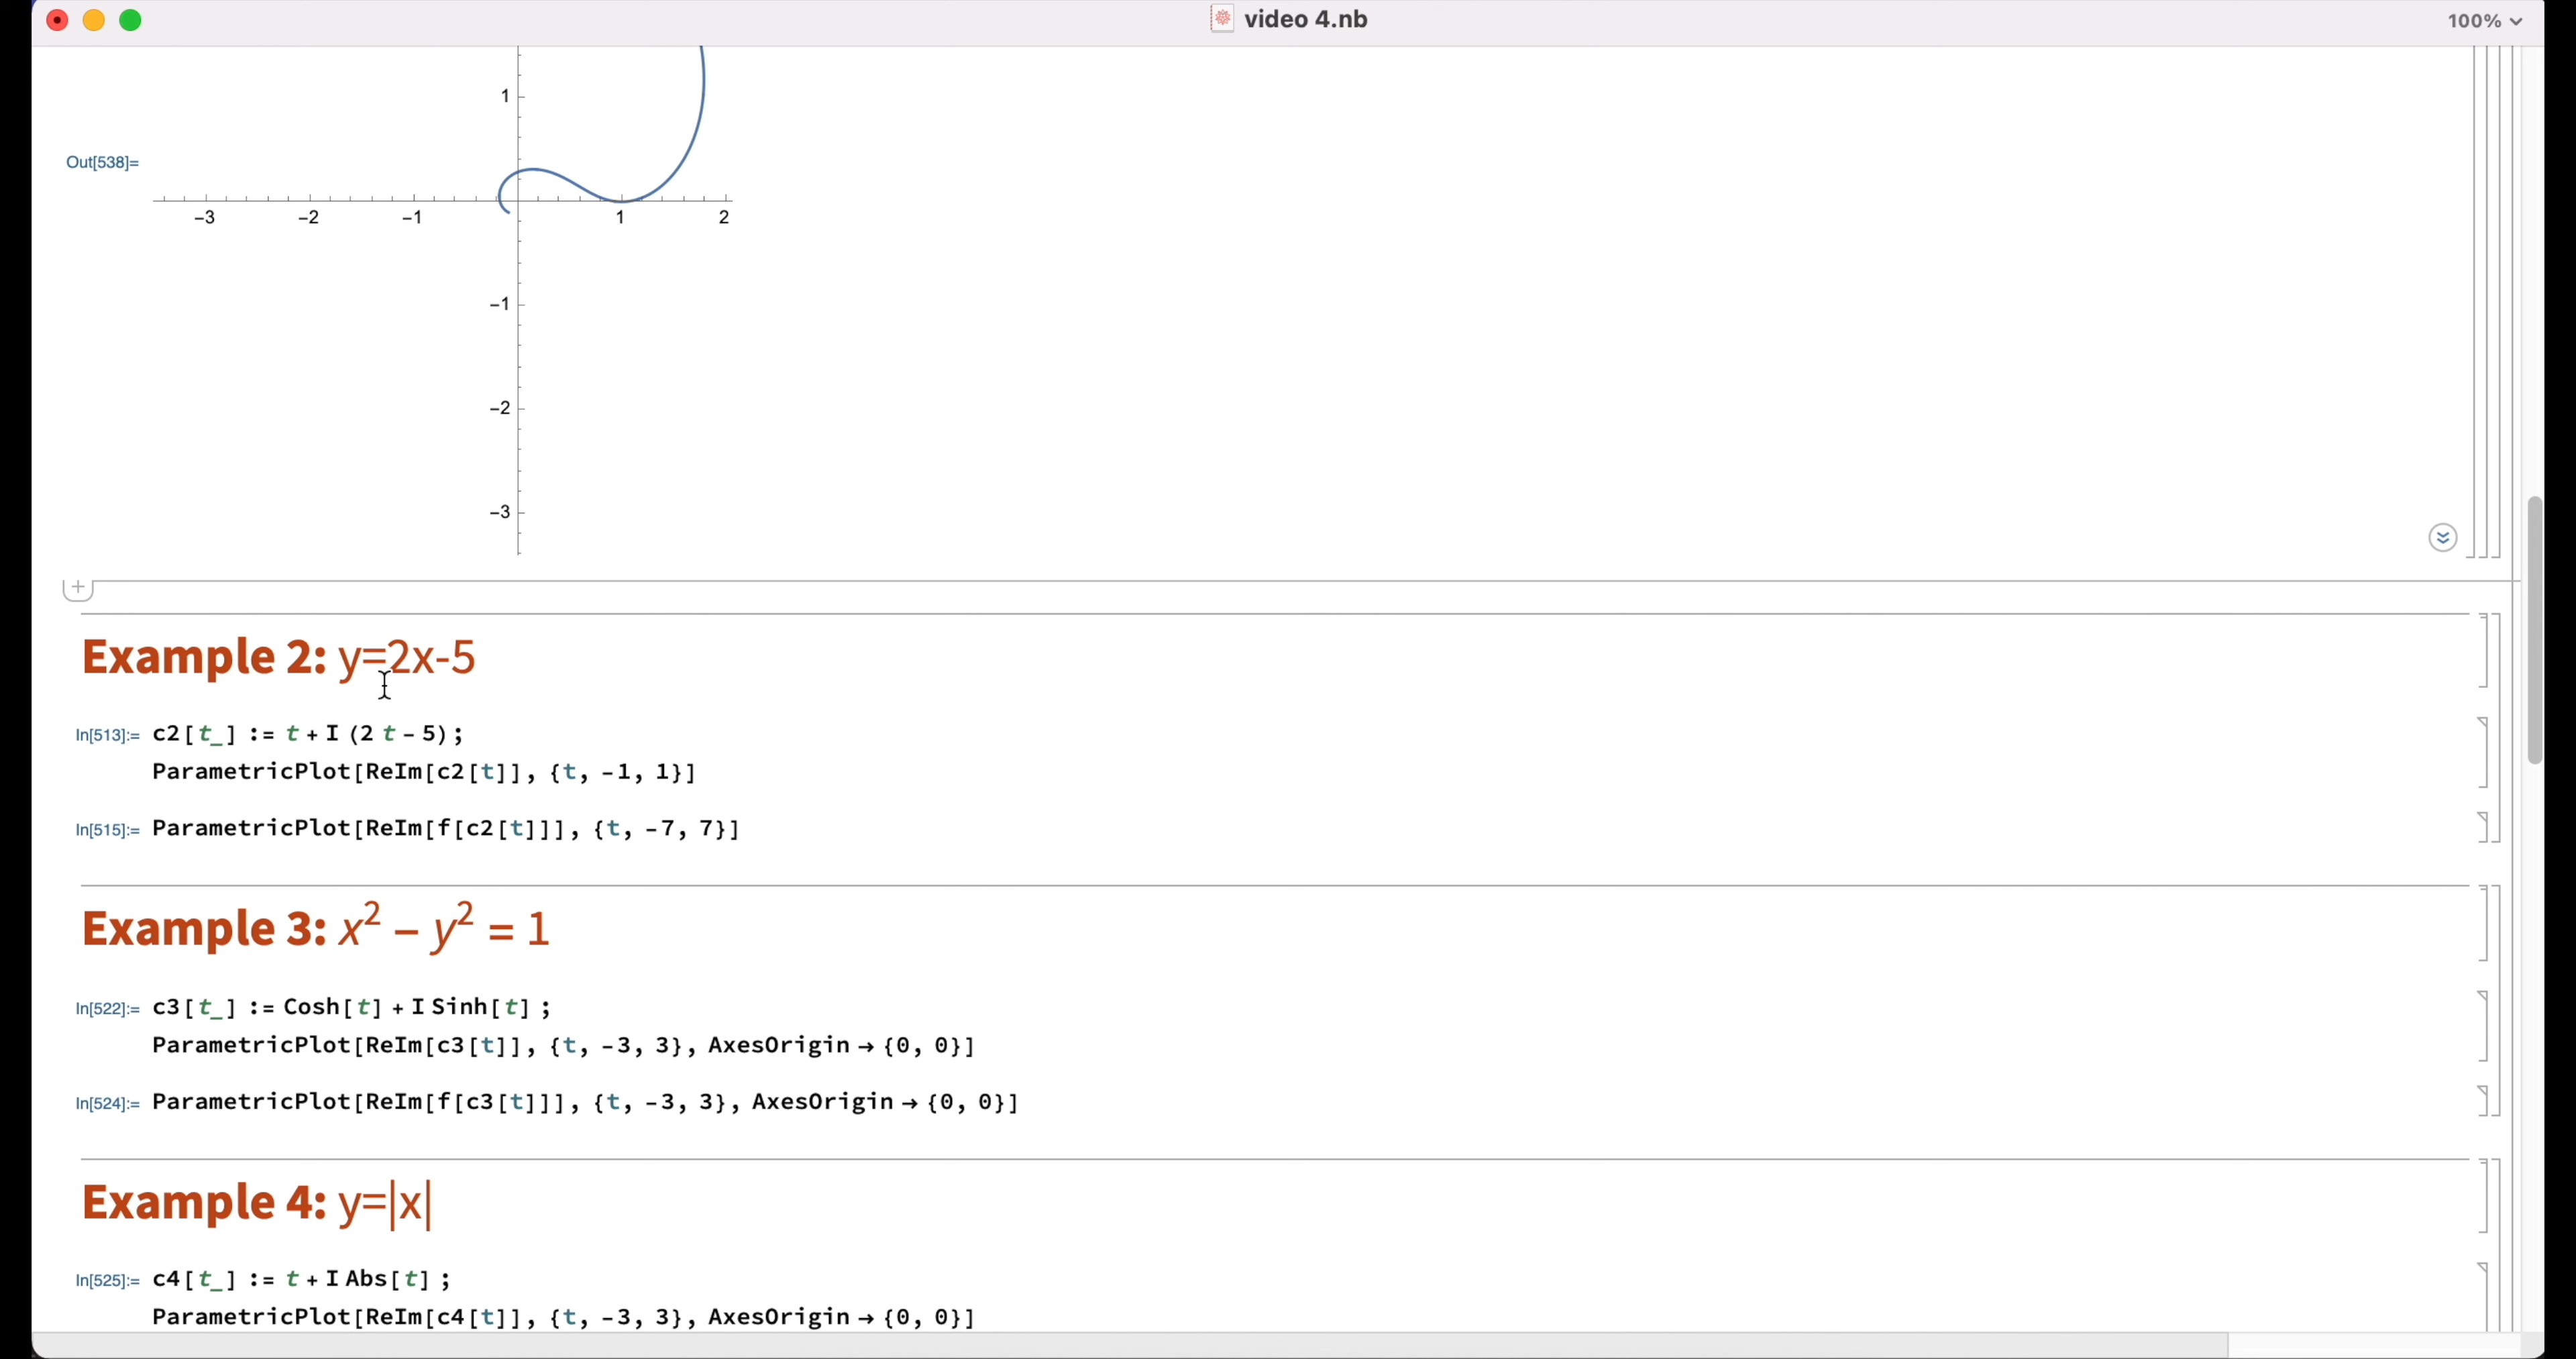 video 4.nb
100%
1
Out[538]=
-3 -2 -1 1 2
-1
-2
-3
+
Example 2: y=2x-5
In[513]:= c2[t_] := t + I (2 t - 5);
ParametricPlot[ReIm[c2[t]], {t, -1, 1}]
In[515]:= ParametricPlot[ReIm[f[c2[t]]], {t, -7, 7}]
Example 3: x² – y² = 1
In[522]:= c3[t_] := Cosh[t] + I Sinh[t] ;
ParametricPlot[ReIm[c3[t]], {t, -3, 3}, AxesOrigin → {0, 0}]
In[524]:= ParametricPlot[ReIm[f[c3[t]]], {t, -3, 3}, AxesOrigin → {0, 0}]
Example 4: y=|x|
In[525]:= c4[t_] := t + I Abs[t] ;
ParametricPlot[ReIm[c4[t]], {t, -3, 3}, AxesOrigin → {0, 0}]